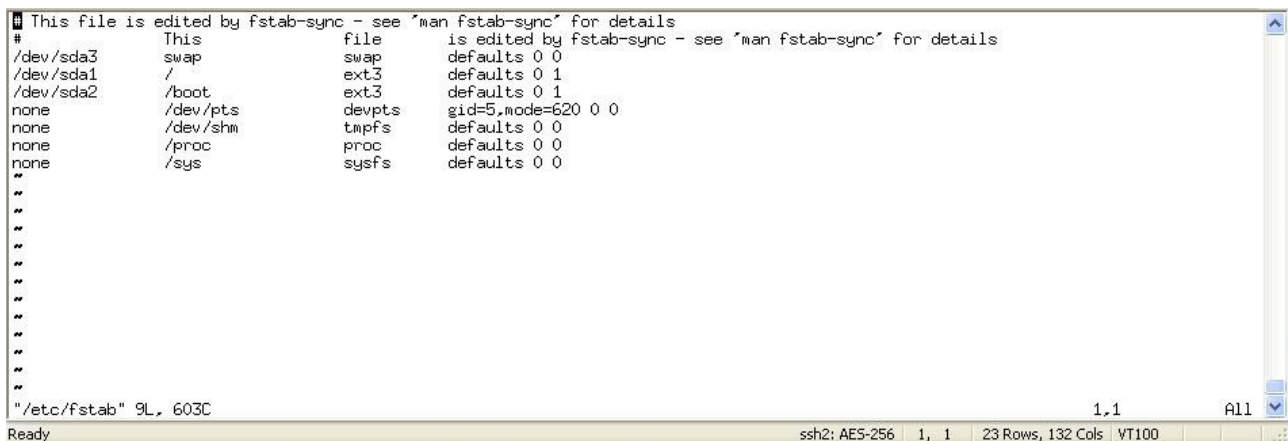 # This file is edited by fstab-sync - see 'man fstab-sync' for details
# This file is edited by fstab-sync - see 'man fstab-sync' for details
/dev/sda3 swap swap defaults 0 0
/dev/sda1 / ext3 defaults 0 1
/dev/sda2 /boot ext3 defaults 0 1
none /dev/pts devpts gid=5,mode=620 0 0
none /dev/shm tmpfs defaults 0 0
none /proc proc defaults 0 0
none /sys sysfs defaults 0 0
~
~
~
~
~
~
~
~
~
~
~
~
~
"/etc/fstab" 9L, 603C 1,1 All
Ready ssh2: AES-256 1, 1 23 Rows, 132 Cols VT100